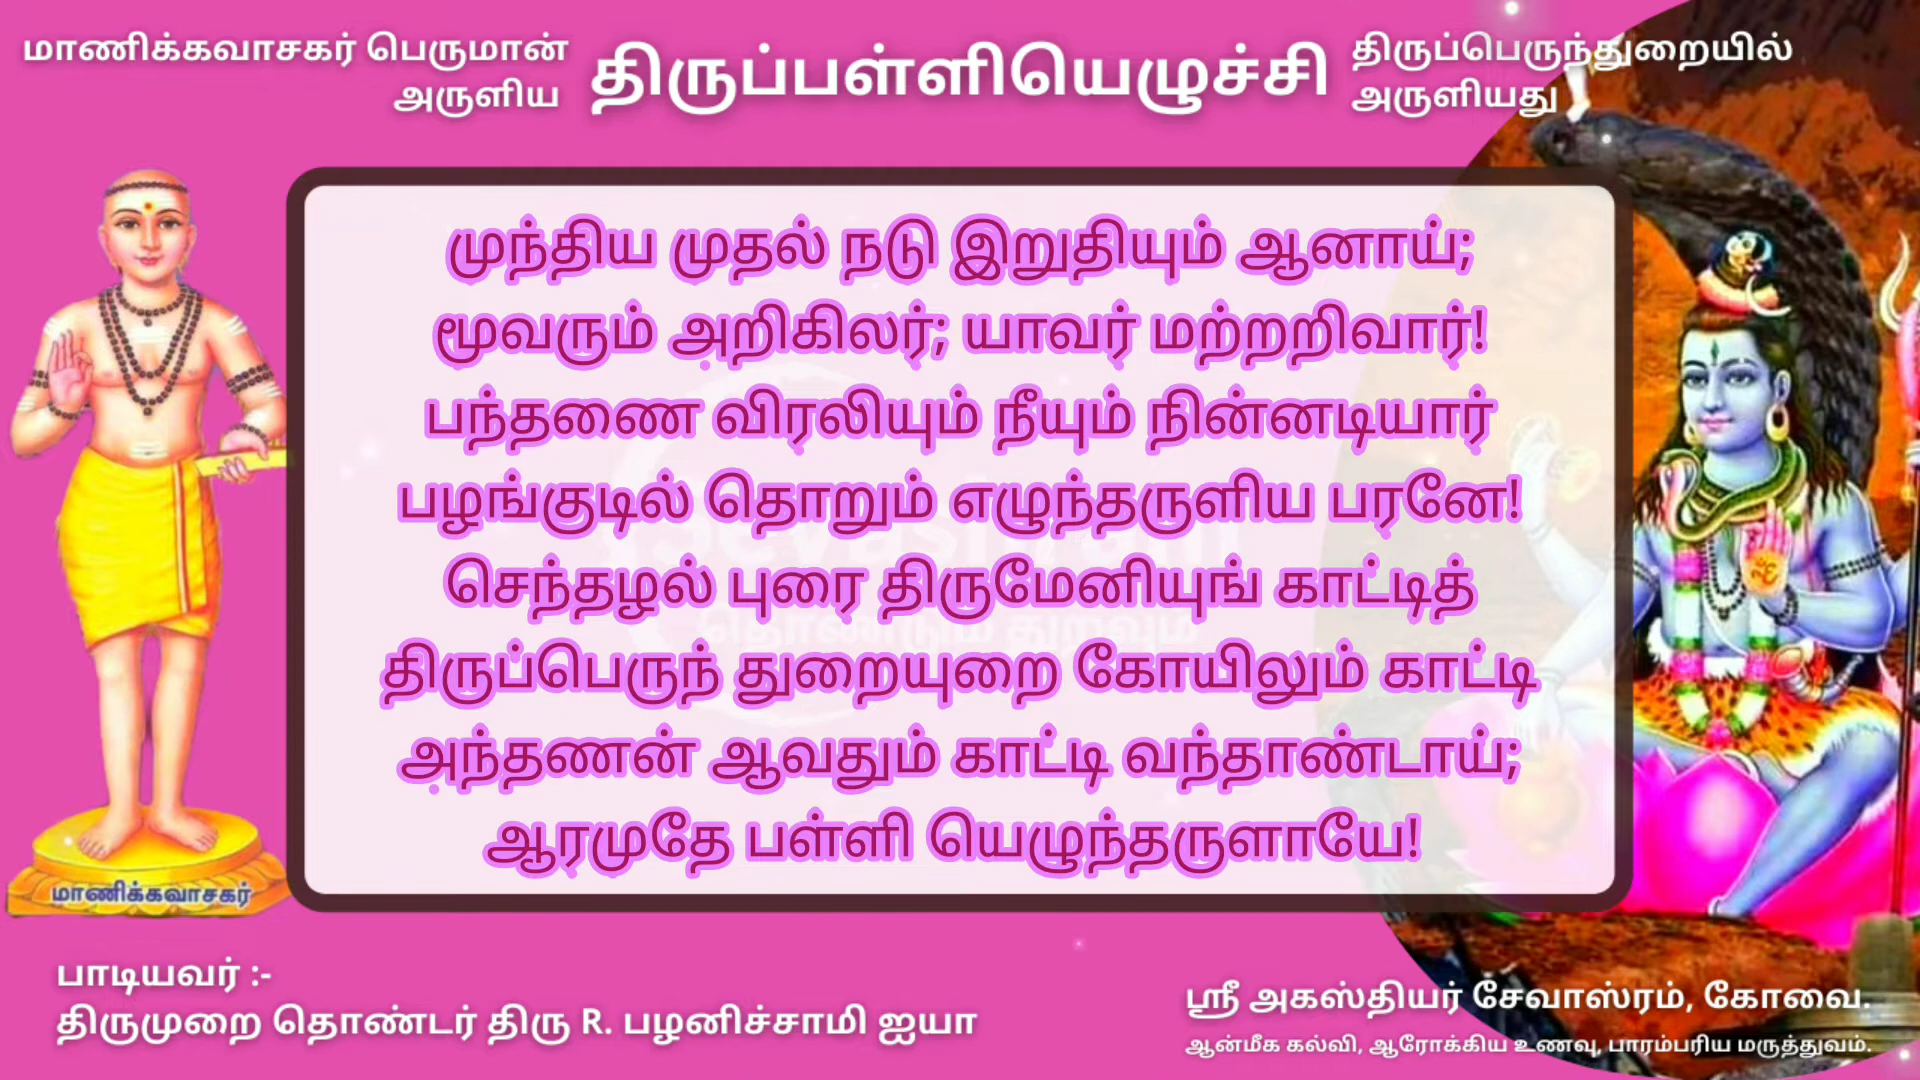 மாணிக்கவாசகர் பெருமான்
அருளிய
திருப்பள்ளியெழுச்சி
திருப்பெருந்துறையில்
அருளியது
முந்திய முதல் நடு இறுதியும் ஆனாய்;
மூவரும் அறிகிலர்; யாவர் மற்றறிவார்!
பந்தணை விரலியும் நீயும் நின்னடியார்
பழங்குடில் தொறும் எழுந்தருளிய பரனே!
செந்தழல் புரை திருமேனியுங் காட்டித்
திருப்பெருந் துறையுறை கோயிலும் காட்டி
அந்தணன் ஆவதும் காட்டி வந்தாண்டாய்;
ஆரமுதே பள்ளி யெழுந்தருளாயே!
மாணிக்கவாசகர்
பாடியவர் :-
திருமுறை தொண்டர் திரு R. பழனிச்சாமி ஐயா
ஸ்ரீ அகஸ்தியர் சேவாஸ்ரம், கோவை.
ஆன்மீக கல்வி, ஆரோக்கிய உணவு, பாரம்பரிய மருத்துவம்.